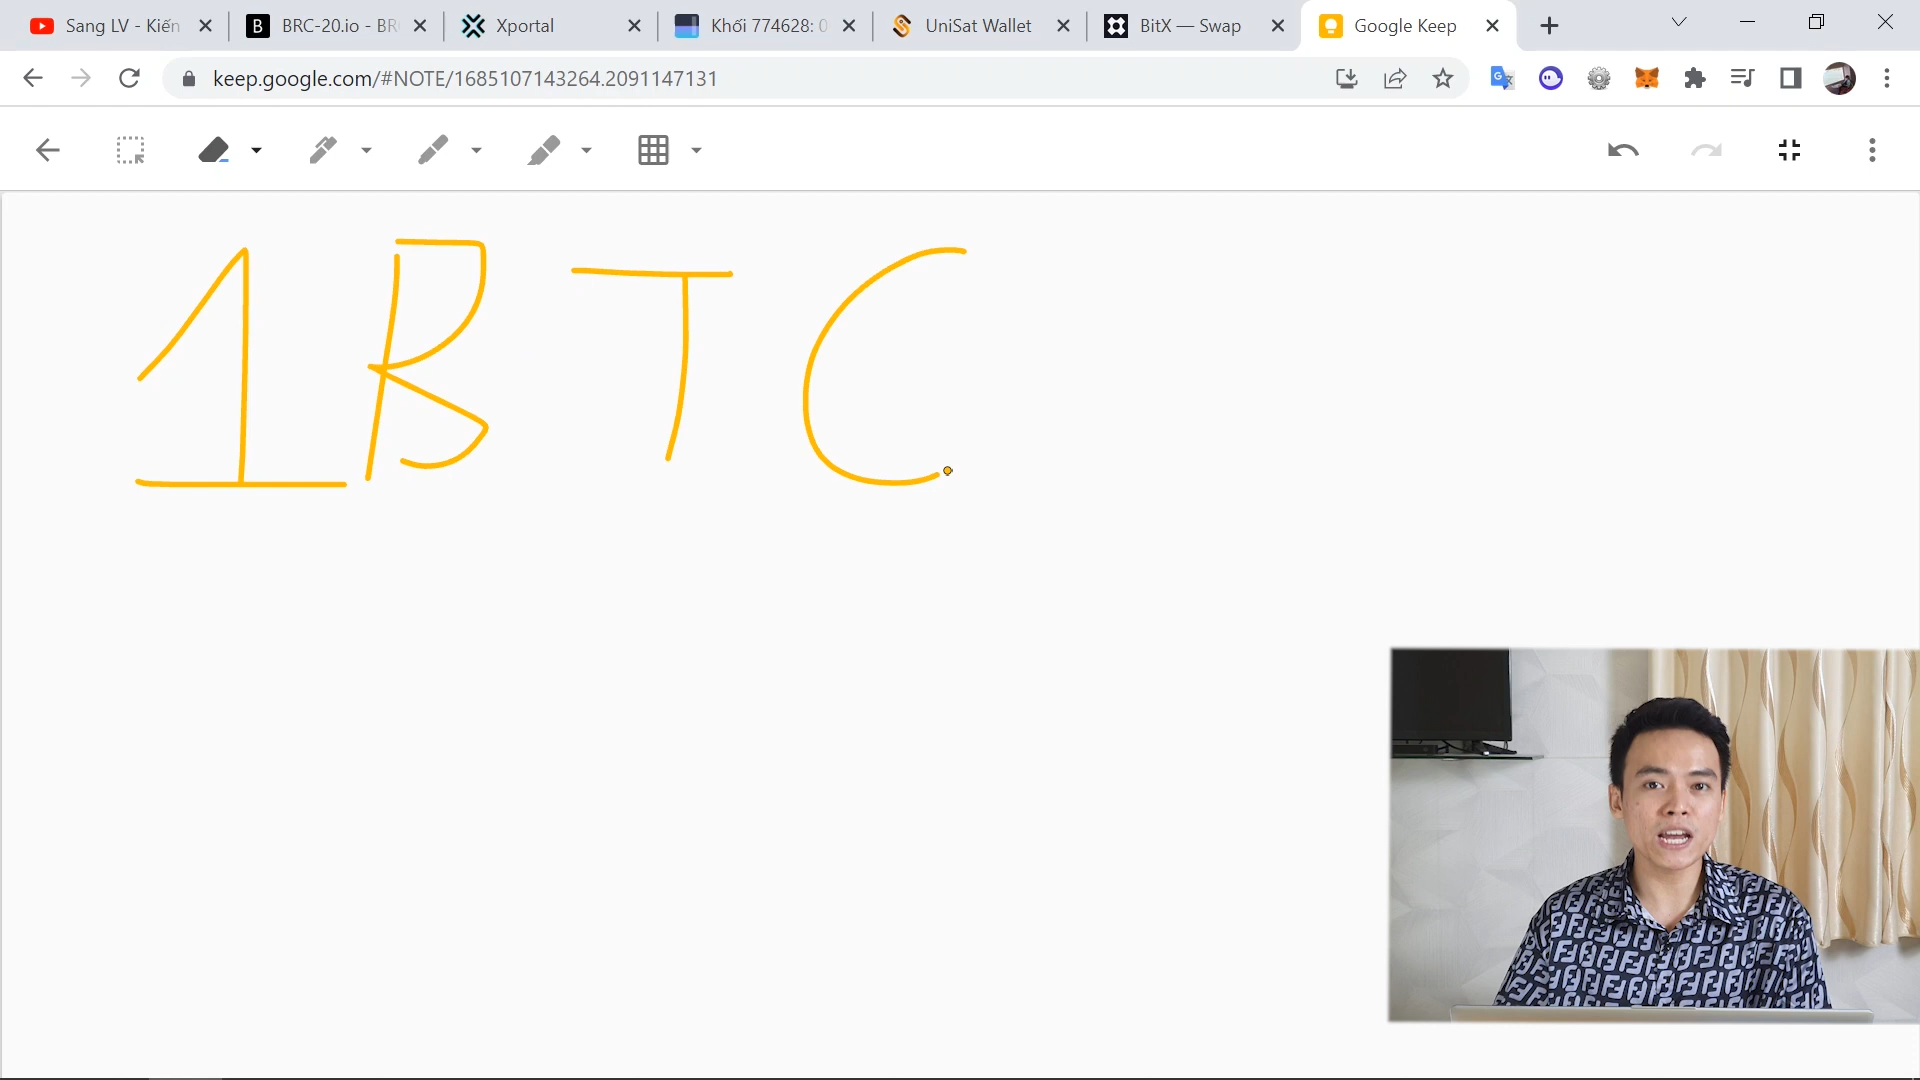 Sang LV - Kiến
BRC-20.io - BR
Xportal
Khối 774628: 0
UniSat Wallet
BitX — Swap
Google Keep
keep.google.com/#NOTE/1685107143264.2091147131
1BTC